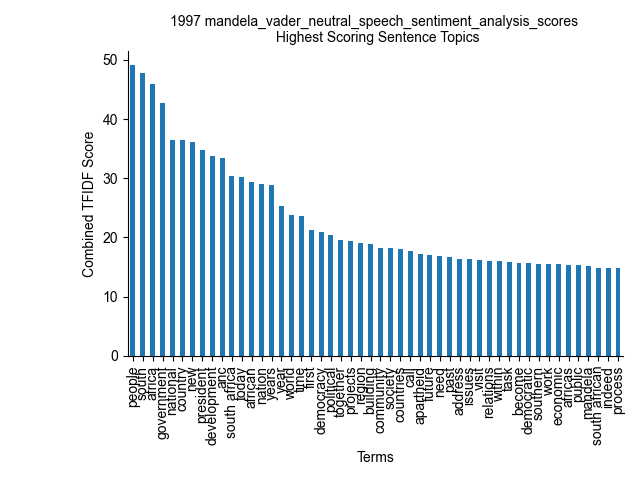 1997 mandela_vader_neutral_speech_sentiment_analysis_scores
Highest Scoring Sentence Topics
Combined TFIDF Score
50
40
30
20
10
0
people
south
africa
government
national
country
new
president
development
anc
south africa
today
african
nation
years
year
world
time
first
democracy
political
together
projects
region
building
community
society
countries
call
apartheid
future
need
past
address
issues
visit
relations
within
task
become
democratic
southern
work
economic
africas
public
mandela
south african
indeed
process
Terms